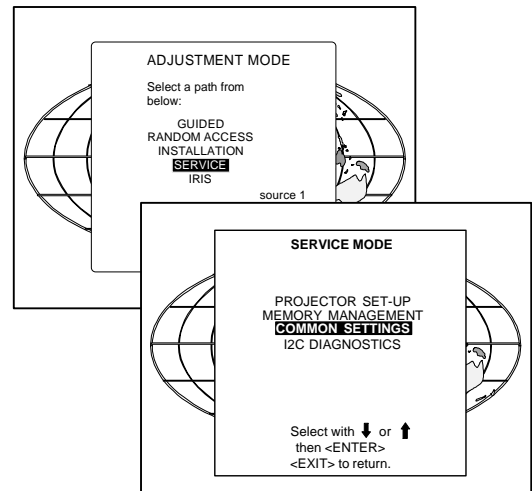 ADJUSTMENT MODE
Select a path from
below:
GUIDED
RANDOM ACCESS
INSTALLATION
SERVICE
IRIS
source 1
SERVICE MODE
PROJECTOR SET-UP
MEMORY MANAGEMENT
COMMON SETTINGS
I2C DIAGNOSTICS
Select with ⬇ or ⬆
then <ENTER>
<EXIT> to return.